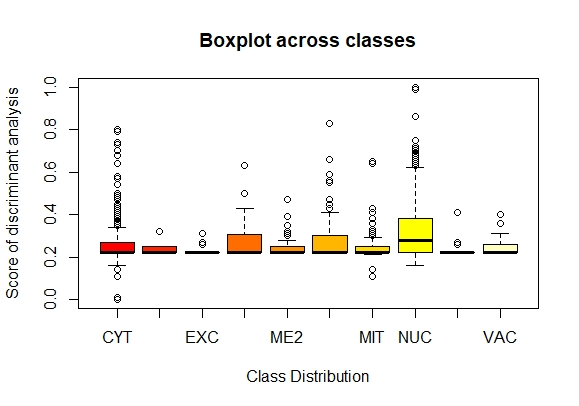 Boxplot across classes
Score of discriminant analysis
1.0
0.8
0.6
0.4
0.2
0.0
CYT EXC ME2 MIT NUC VAC
Class Distribution